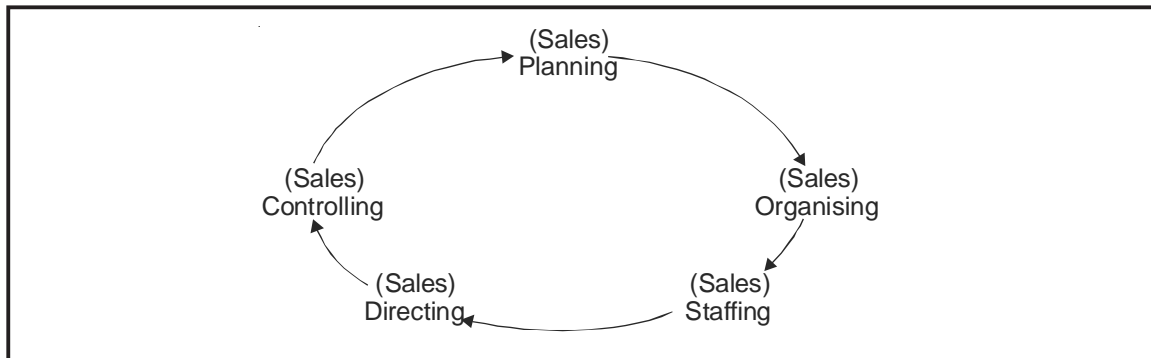 (Sales)
Planning
(Sales)
Organising
(Sales)
Staffing
(Sales)
Directing
(Sales)
Controlling